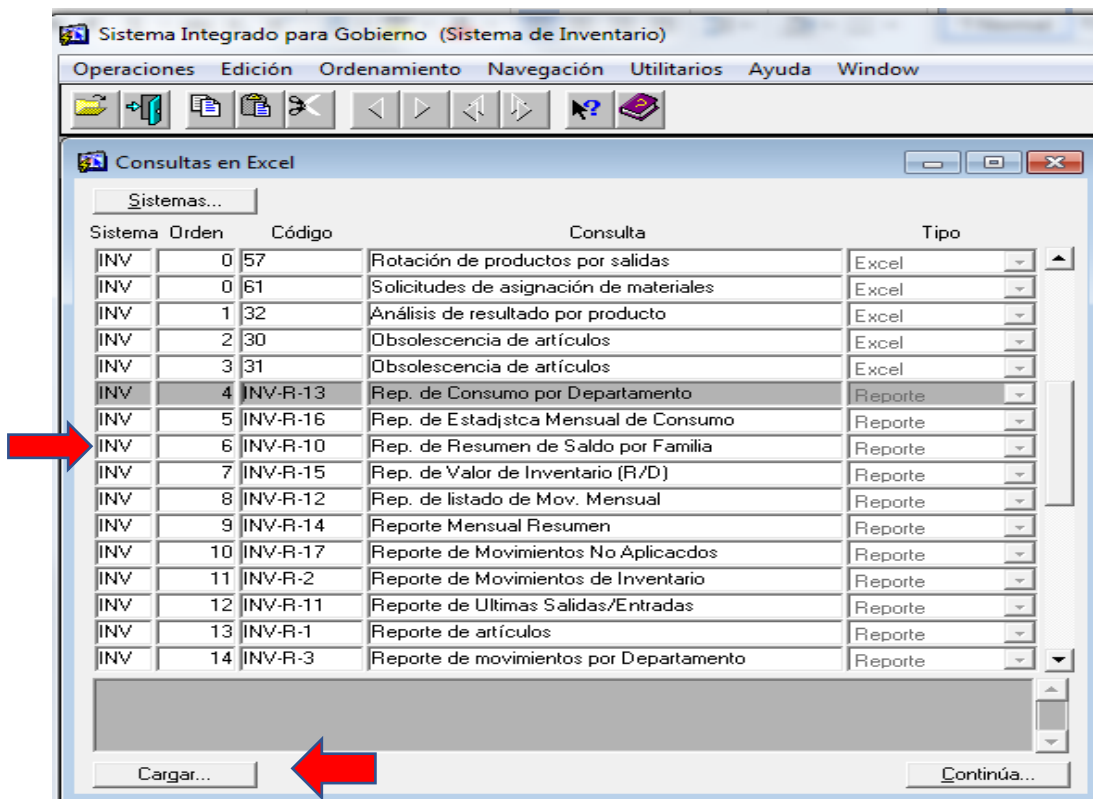 Sistema Integrado para Gobierno (Sistema de Inventario)
Operaciones Edición Ordenamiento Navegación Utilitarios Ayuda Window
Consultas en Excel
Sistemas...
Sistema Orden Código Consulta Tipo
INV 0 57 Rotación de productos por salidas Excel
INV 0 61 Solicitudes de asignación de materiales Excel
INV 1 32 Análisis de resultado por producto Excel
INV 2 30 Obsolescencia de artículos Excel
INV 3 31 Obsolescencia de artículos Excel
INV 4 INV-R-13 Rep. de Consumo por Departamento Reporte
INV 5 INV-R-16 Rep. de Estadjstca Mensual de Consumo Reporte
INV 6 INV-R-10 Rep. de Resumen de Saldo por Familia Reporte
INV 7 INV-R-15 Rep. de Valor de Inventario (R/D) Reporte
INV 8 INV-R-12 Rep. de listado de Mov. Mensual Reporte
INV 9 INV-R-14 Reporte Mensual Resumen Reporte
INV 10 INV-R-17 Reporte de Movimientos No Aplicacdos Reporte
INV 11 INV-R-2 Reporte de Movimientos de Inventario Reporte
INV 12 INV-R-11 Reporte de Ultimas Salidas/Entradas Reporte
INV 13 INV-R-1 Reporte de artículos Reporte
INV 14 INV-R-3 Reporte de movimientos por Departamento Reporte
Cargar... Continúa...